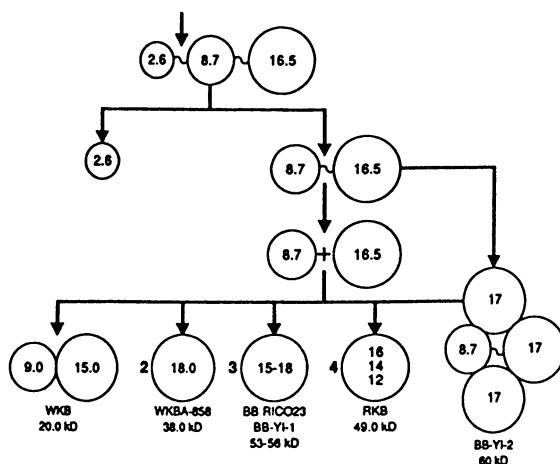 2.6 8.7 16.5
2.6
8.7 16.5
8.7 + 16.5
17
8.7 17
17
9.0 15.0
2 18.0
3 15-18
4 16
14
12
WKB
20.0 kD
WKBA-858
38.0 kD
BB RICO23
BB-YI-1
53-56 kD
RKB
49.0 kD
BB-YI-2
60 kD